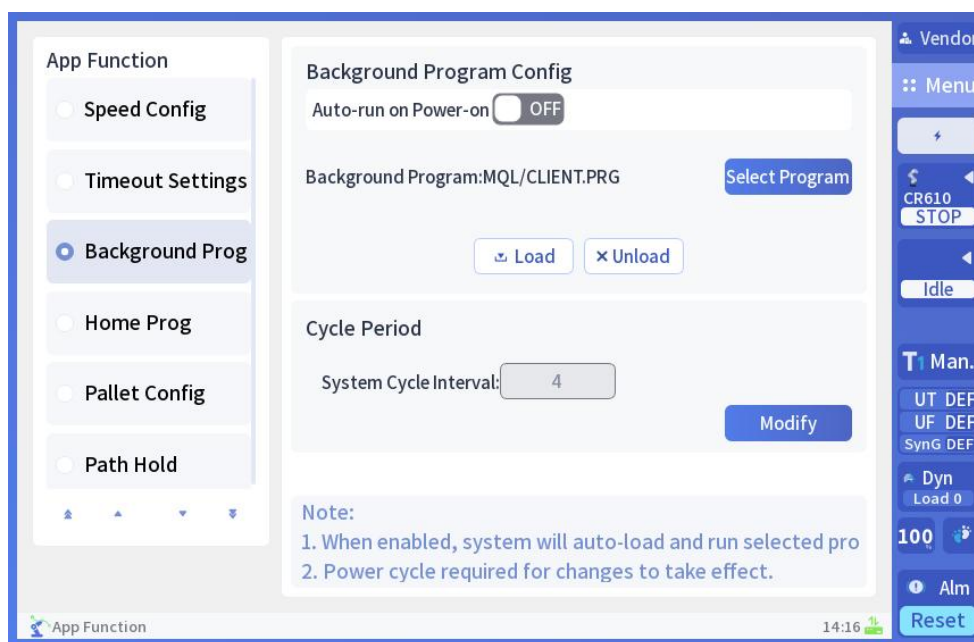 App Function
Speed Config
Timeout Settings
Background Prog
Home Prog
Pallet Config
Path Hold
Background Program Config
Auto-run on Power-on OFF
Background Program:MQL/CLIENT.PRG Select Program
Load Unload
Cycle Period
System Cycle Interval: 4
Modify
Note:
1. When enabled, system will auto-load and run selected pro
2. Power cycle required for changes to take effect.
Vendor
Menu
CR610
STOP
Idle
T1 Man.
UT DEF
UF DEF
SynG DEF
Dyn
Load 0
100 %
Alm
Reset
App Function 14:16